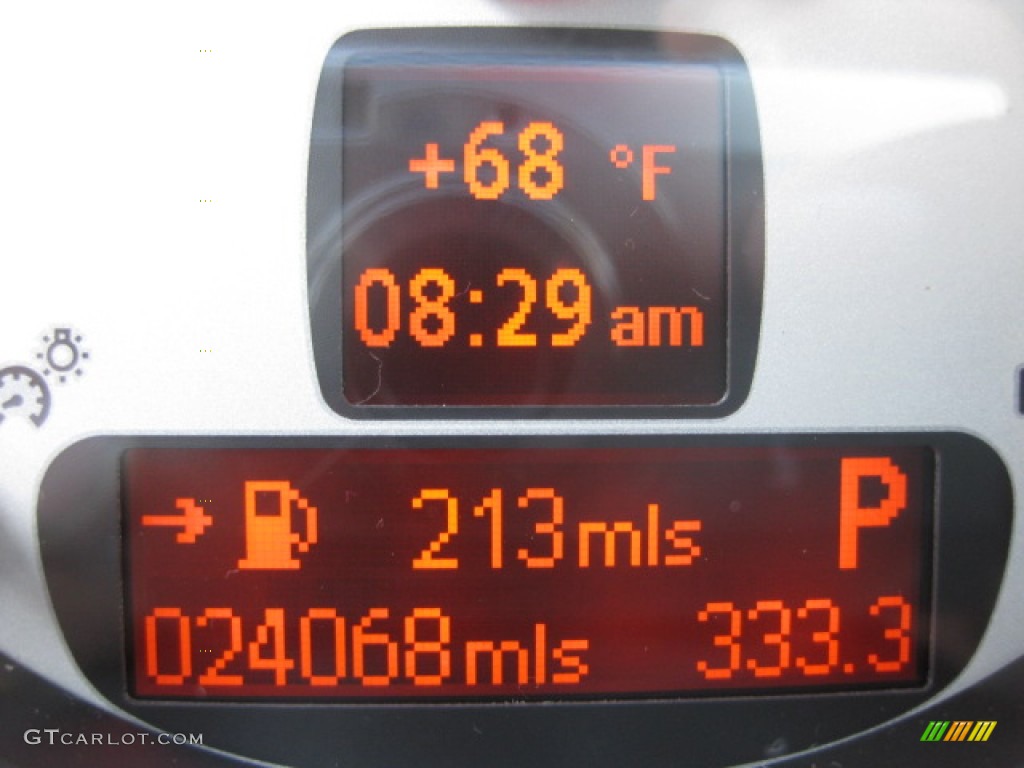 +68 °F
08:29 am
→ 213 mls P
024068 mls 333.3
GTCARLOT.COM